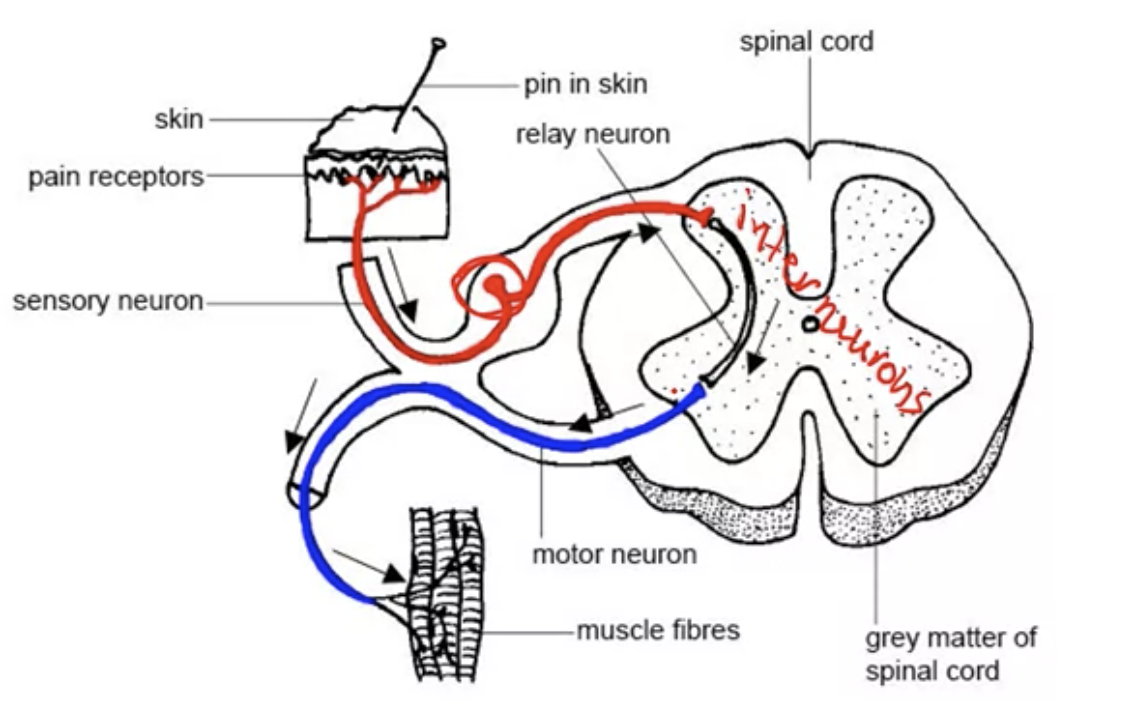 spinal cord
pin in skin
skin
relay neuron
pain receptors
inter neurons
sensory neuron
motor neuron
muscle fibres
grey matter of
spinal cord